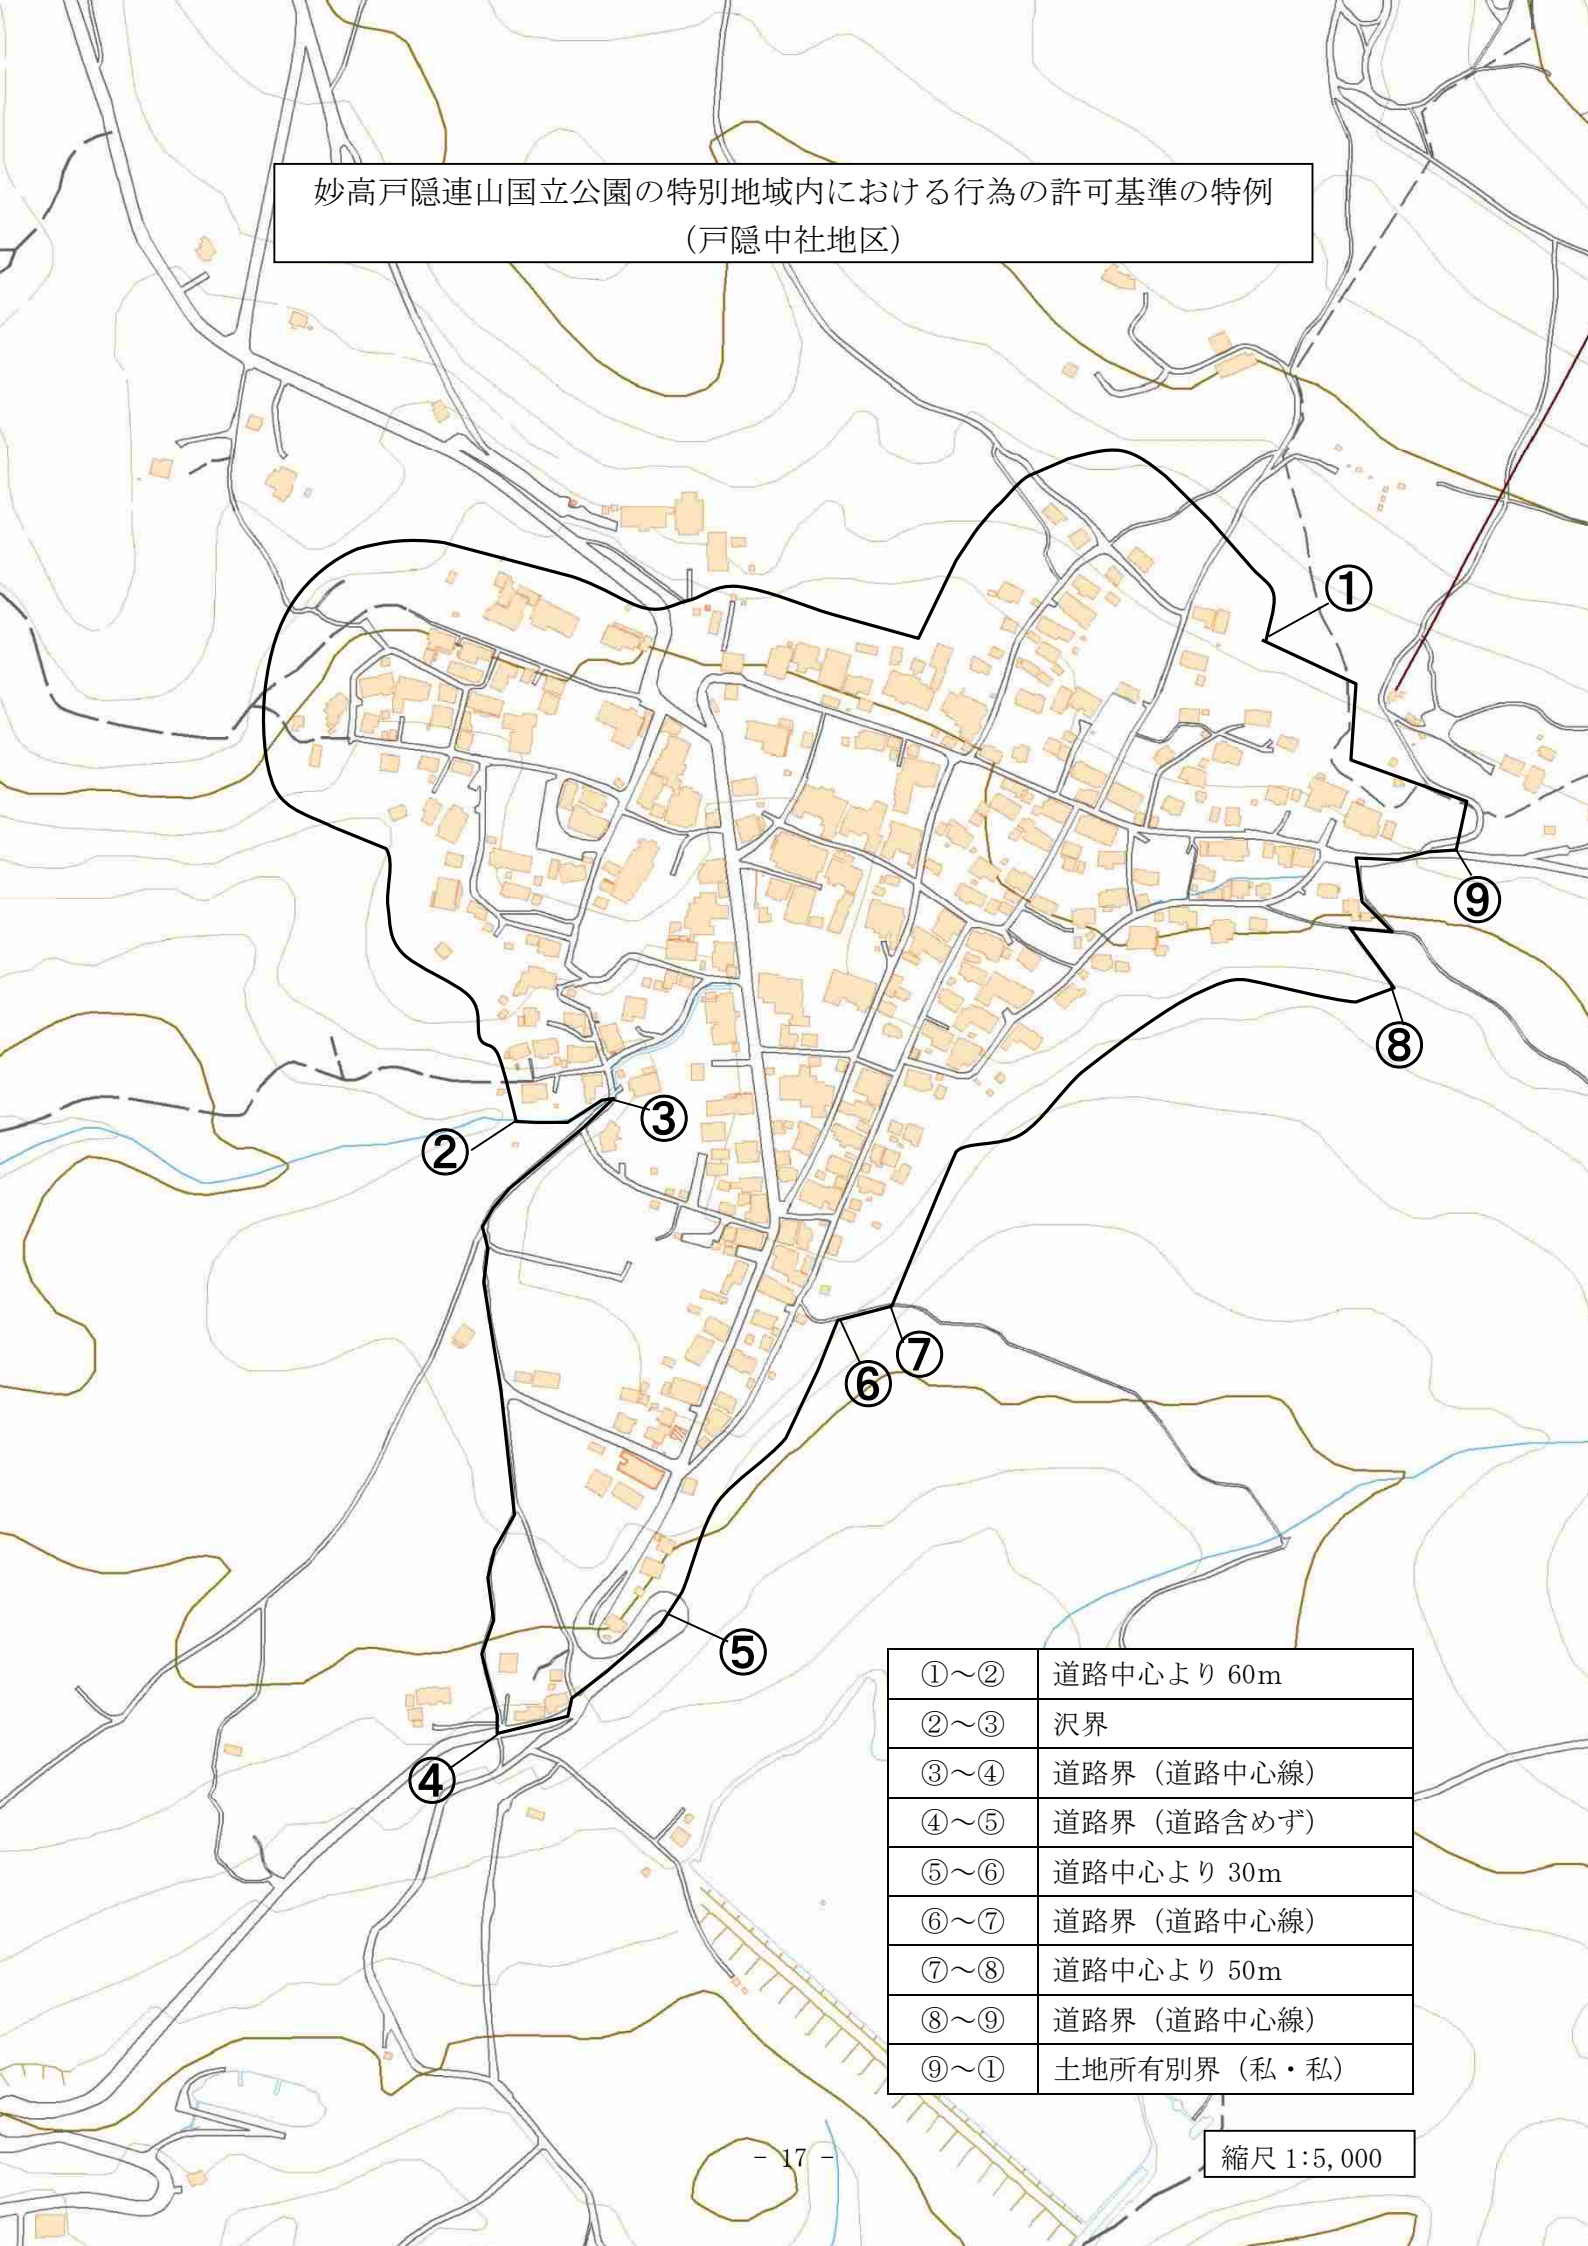 妙高戸隠連山国立公園の特別地域内における行為の許可基準の特例
（戸隠中社地区）
①
⑨
⑧
③
②
⑦
⑥
⑤
④
①～② 道路中心より 60m
②～③ 沢界
③～④ 道路界（道路中心線）
④～⑤ 道路界（道路含めず）
⑤～⑥ 道路中心より 30m
⑥～⑦ 道路界（道路中心線）
⑦～⑧ 道路中心より 50m
⑧～⑨ 道路界（道路中心線）
⑨～① 土地所有別界（私・私）
- 17 -
縮尺 1:5,000